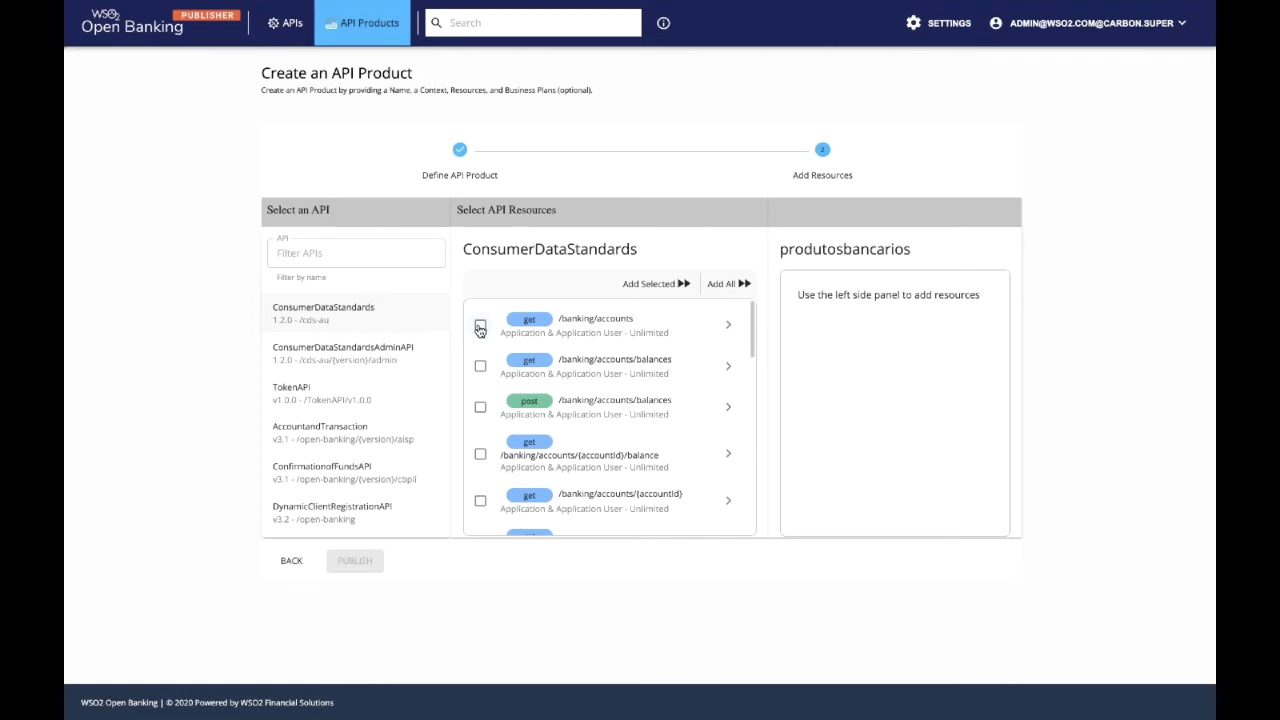 WSO2
Open Banking
PUBLISHER
APIs
API Products
Search
SETTINGS
ADMIN@WSO2.COM@CARBON.SUPER
Create an API Product
Create an API Product by providing a Name, a Context, Resources, and Business Plans (optional).
2
Define API Product
Add Resources
Select an API
Select API Resources
API
Filter APIs
Filter by name
ConsumerDataStandards
1.2.0 - /cds-au
ConsumerDataStandardsAdminAPI
1.2.0 - /cds-au/{version}/admin
TokenAPI
v1.0.0 - /TokenAPI/v1.0.0
AccountandTransaction
v3.1 - /open-banking/{version}/aisp
ConfirmationofFundsAPI
v3.1 - /open-banking/{version}/cbpii
DynamicClientRegistrationAPI
v3.2 - /open-banking
ConsumerDataStandards
Add Selected
Add All
get /banking/accounts
Application & Application User - Unlimited
get /banking/accounts/balances
Application & Application User - Unlimited
post /banking/accounts/balances
Application & Application User - Unlimited
get
/banking/accounts/{accountId}/balance
Application & Application User - Unlimited
get /banking/accounts/{accountId}
Application & Application User - Unlimited
produtosbancarios
Use the left side panel to add resources
BACK
PUBLISH
WSO2 Open Banking | © 2020 Powered by WSO2 Financial Solutions